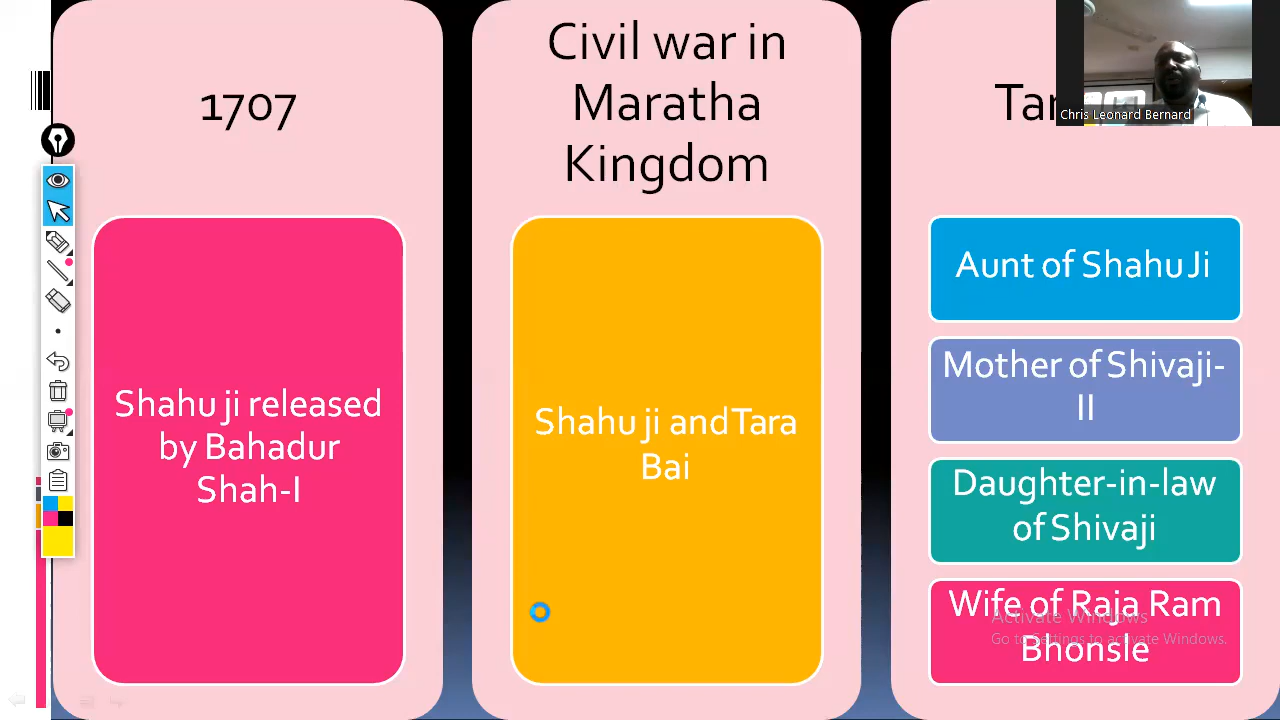 1707
Shahu ji released
by Bahadur
Shah-I
Civil war in
Maratha
Kingdom
Shahu ji and Tara
Bai
Tar
Chris Leonard Bernard
Aunt of Shahu Ji
Mother of Shivaji-
II
Daughter-in-law
of Shivaji
Wife of Raja Ram
Bhonsle
Activate Windows
Go to Settings to activate Windows.